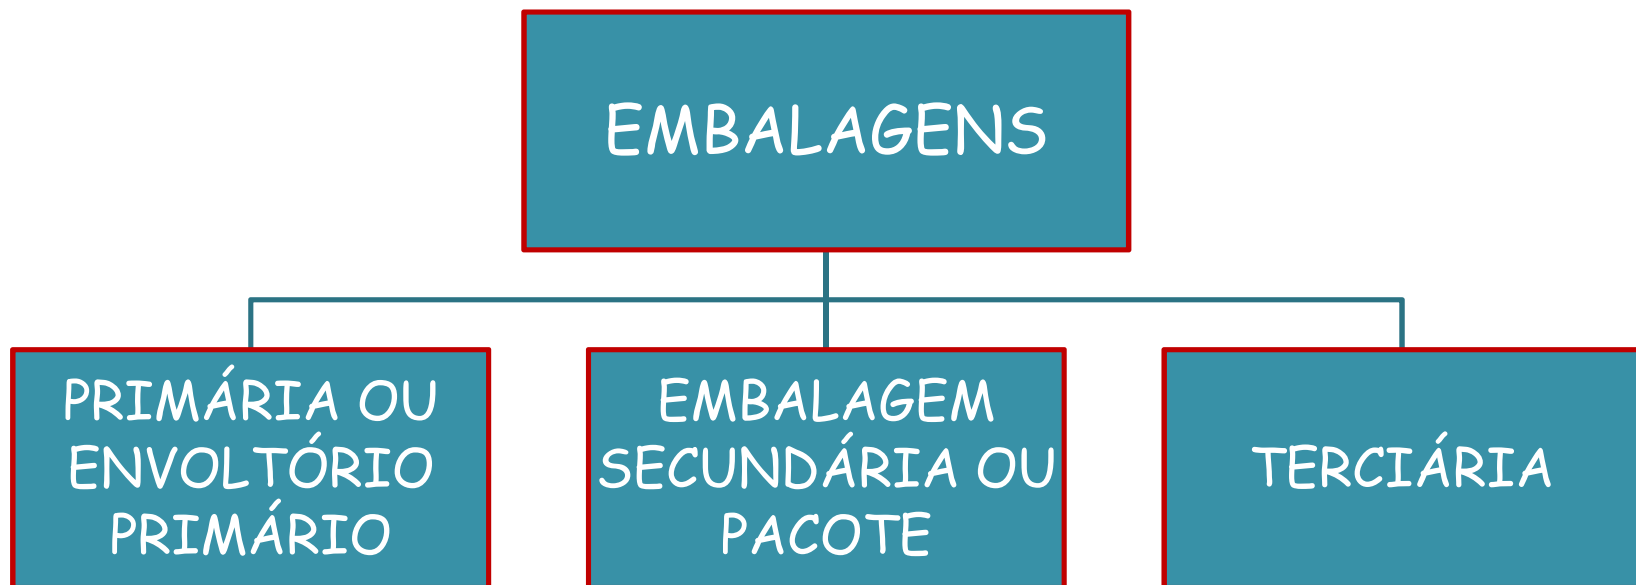 EMBALAGENS
PRIMÁRIA OU
ENVOLTÓRIO
PRIMÁRIO
EMBALAGEM
SECUNDÁRIA OU
PACOTE
TERCIÁRIA